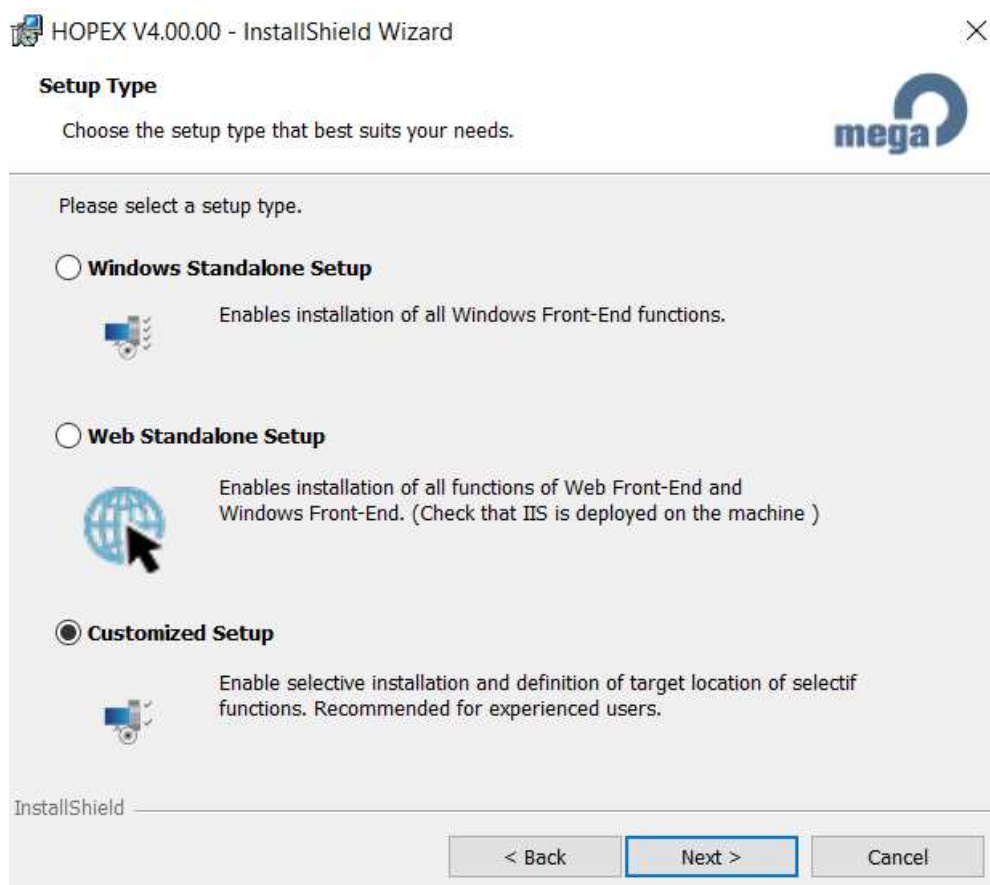 HOPEX V4.00.00 - InstallShield Wizard
Setup Type
Choose the setup type that best suits your needs.
mega
Please select a setup type.
Windows Standalone Setup
Enables installation of all Windows Front-End functions.
Web Standalone Setup
Enables installation of all functions of Web Front-End and
Windows Front-End. (Check that IIS is deployed on the machine )
Customized Setup
Enable selective installation and definition of target location of selectif
functions. Recommended for experienced users.
InstallShield
< Back
Next >
Cancel